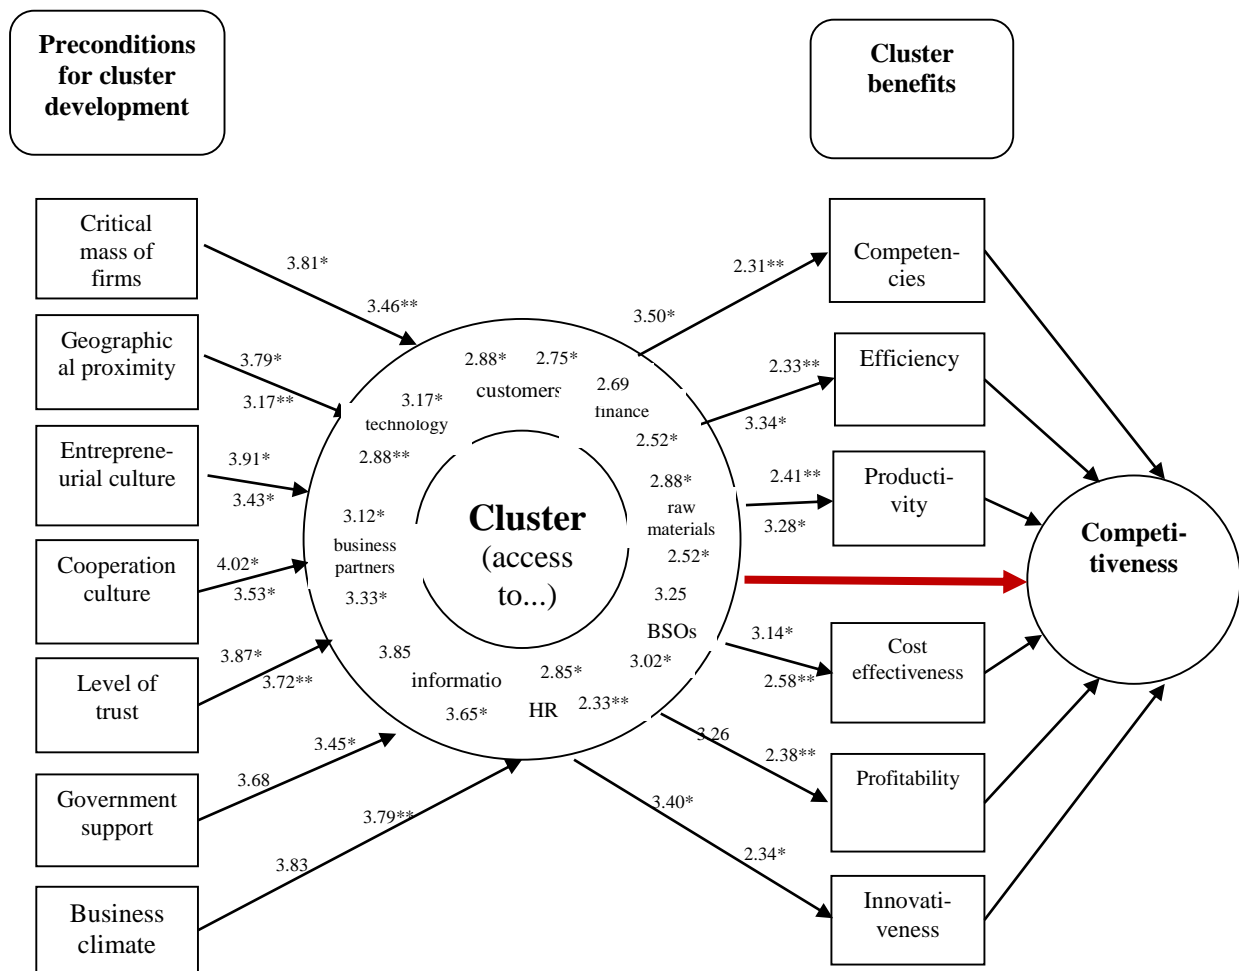 Preconditions
for cluster
development
Cluster
benefits
Critical
mass of
firms
3.81*
3.46**
Geographic
al proximity
3.79*
3.17**
Entreprene-
urial culture
3.91*
3.43*
Cooperation
culture
4.02*
3.53*
Level of
trust
3.87*
3.72**
Government
support
3.68
3.45*
Business
climate
3.83
3.79**
2.88*
2.75*
customers
2.69
finance
2.52*
3.17*
technology
2.88**
2.88*
raw
materials
2.52*
3.12*
business
partners
3.33*
Cluster
(access
to...)
3.25
BSOs
3.02*
3.85
informatio
3.65*
2.85*
HR
2.33**
3.50*
2.31**
Competen-
cies
2.33**
3.34*
Efficiency
2.41**
3.28*
Producti-
vity
3.14*
2.58**
Cost
effectiveness
3.26
2.38**
Profitability
3.40*
2.34*
Innovati-
veness
Competi-
tiveness